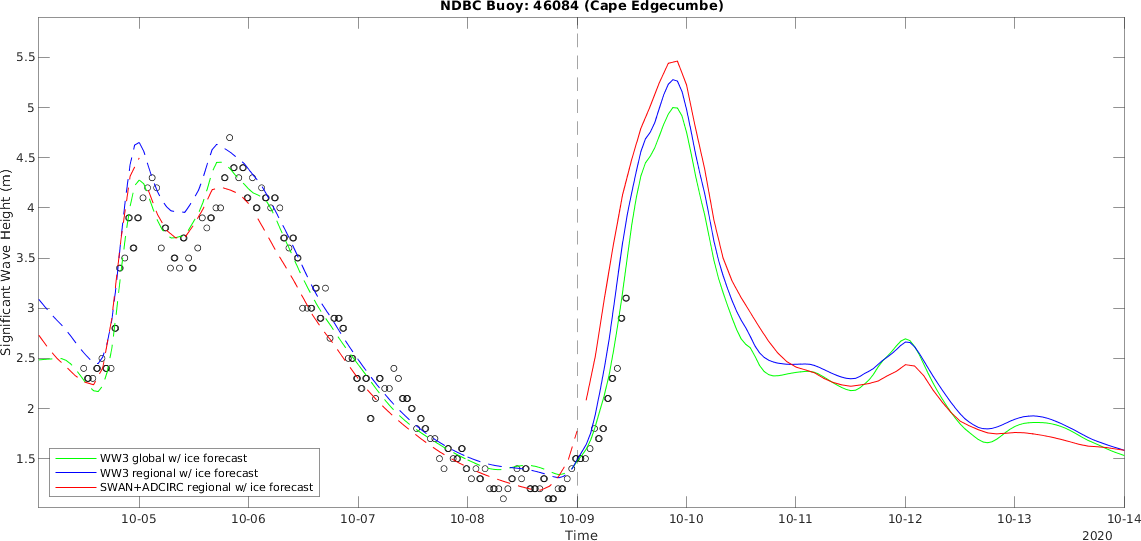 NDBC Buoy: 46084 (Cape Edgecumbe)
Significant Wave Height (m)
5.5
5
4.5
4
3.5
3
2.5
2
1.5
WW3 global w/ ice forecast
WW3 regional w/ ice forecast
SWAN+ADCIRC regional w/ ice forecast
10-05 10-06 10-07 10-08 10-09 10-10 10-11 10-12 10-13 10-14
Time
2020